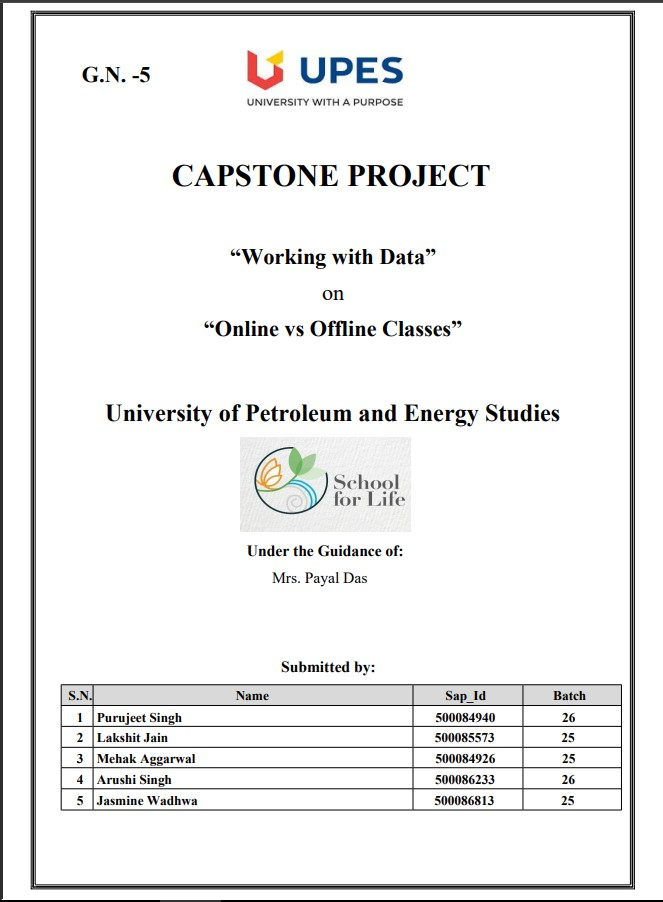 G.N. -5
UPES
UNIVERSITY WITH A PURPOSE
CAPSTONE PROJECT
“Working with Data”
on
“Online vs Offline Classes”
University of Petroleum and Energy Studies
School
for Life
Under the Guidance of:
Mrs. Payal Das
Submitted by:
S.N. Name Sap_Id Batch
1 Purujeet Singh 500084940 26
2 Lakshit Jain 500085573 25
3 Mehak Aggarwal 500084926 25
4 Arushi Singh 500086233 26
5 Jasmine Wadhwa 500086813 25